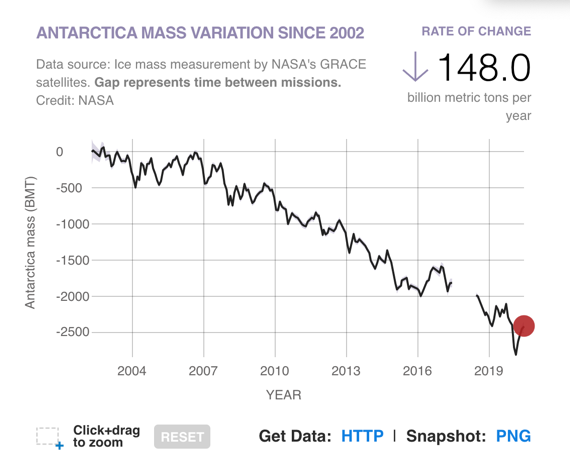 ANTARCTICA MASS VARIATION SINCE 2002
Data source: Ice mass measurement by NASA's GRACE
satellites. Gap represents time between missions.
Credit: NASA
RATE OF CHANGE
148.0
billion metric tons per
year
Antarctica mass (BMT)
0
-500
-1000
-1500
-2000
-2500
2004 2007 2010 2013 2016 2019
YEAR
Click+drag
to zoom
RESET
Get Data: HTTP | Snapshot: PNG